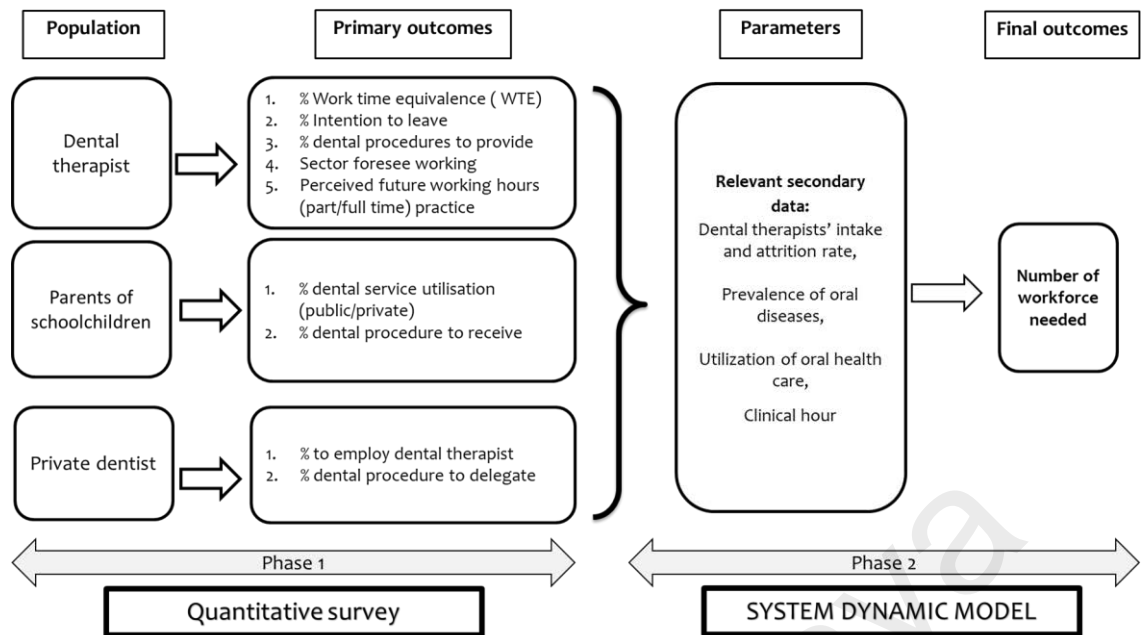 Population
Primary outcomes
Parameters
Final outcomes
Dental
therapist
1. % Work time equivalence ( WTE)
2. % Intention to leave
3. % dental procedures to provide
4. Sector foresee working
5. Perceived future working hours
(part/full time) practice
Parents of
schoolchildren
1. % dental service utilisation
(public/private)
2. % dental procedure to receive
Private dentist
1. % to employ dental therapist
2. % dental procedure to delegate
Relevant secondary
data:
Dental therapists' intake
and attrition rate,
Prevalence of oral
diseases,
Utilization of oral health
care,
Clinical hour
Number of
workforce
needed
Phase 1
Phase 2
Quantitative survey
SYSTEM DYNAMIC MODEL